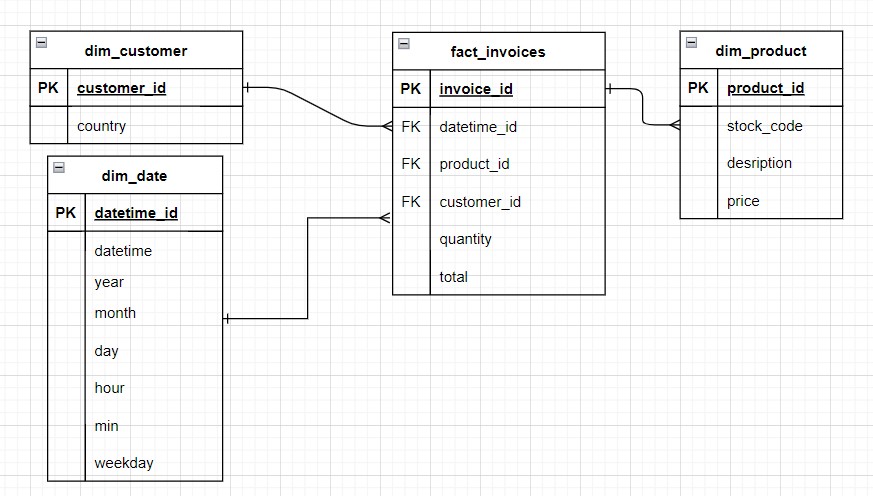 dim_customer
PK customer_id
country
dim_date
PK datetime_id
datetime
year
month
day
hour
min
weekday
fact_invoices
PK invoice_id
FK datetime_id
FK product_id
FK customer_id
quantity
total
dim_product
PK product_id
stock_code
desription
price